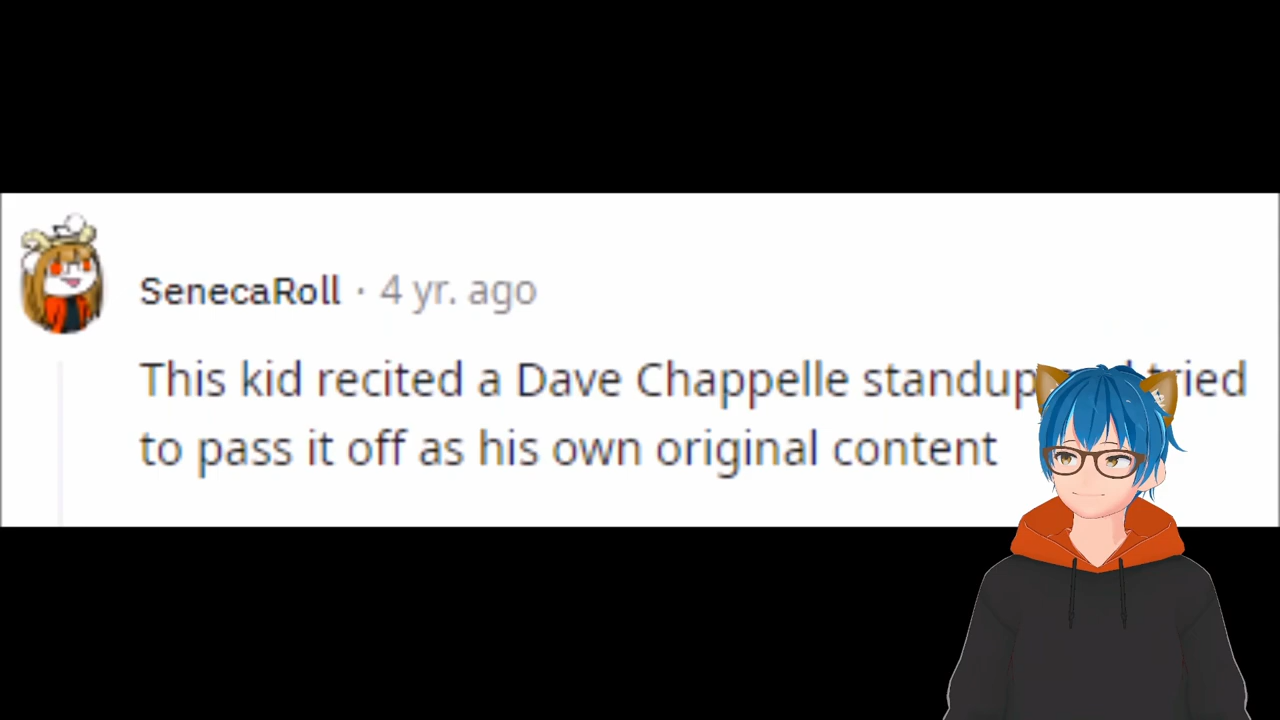 SenecaRoll · 4 yr. ago
This kid recited a Dave Chappelle standup tried
to pass it off as his own original content